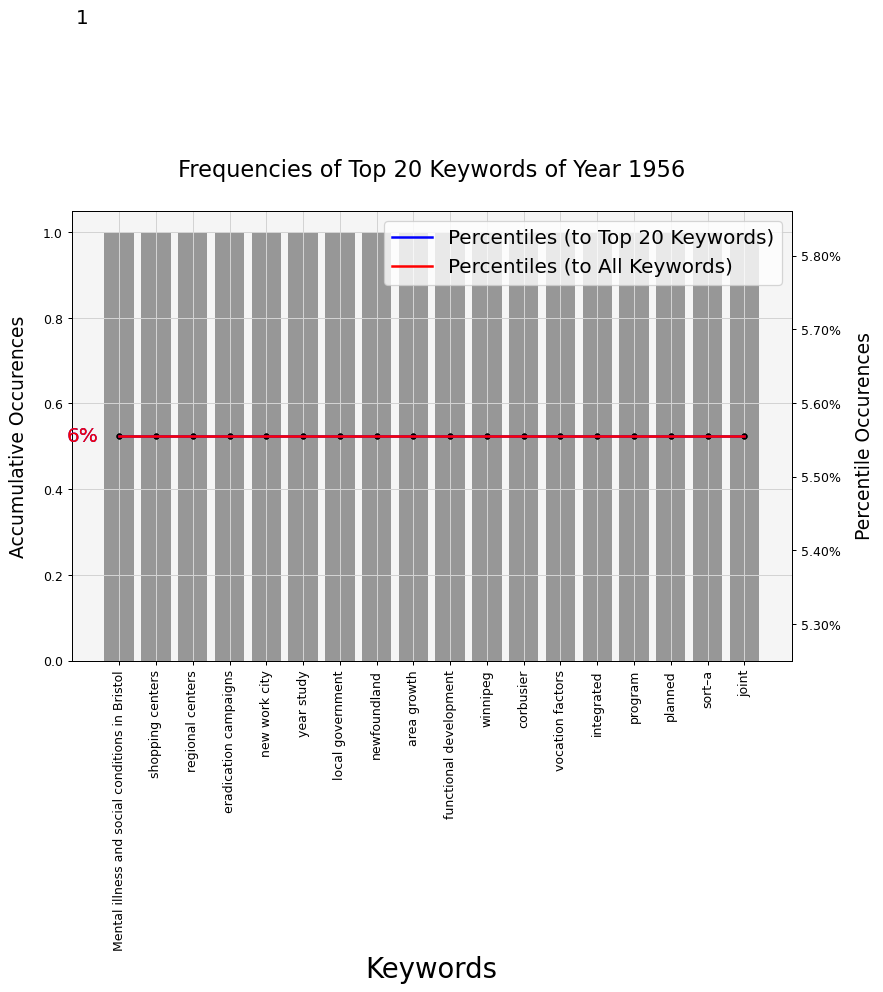 1
Frequencies of Top 20 Keywords of Year 1956
Percentiles (to Top 20 Keywords)
Percentiles (to All Keywords)
Accumulative Occurences
1.0
0.8
0.6
0.4
0.2
0.0
6%
5.80%
5.70%
5.60%
5.50%
5.40%
5.30%
Percentile Occurences
Mental illness and social conditions in Bristol
shopping centers
regional centers
eradication campaigns
new work city
year study
local government
newfoundland
area growth
functional development
winnipeg
corbusier
vocation factors
integrated
program
planned
sort–a
joint
Keywords